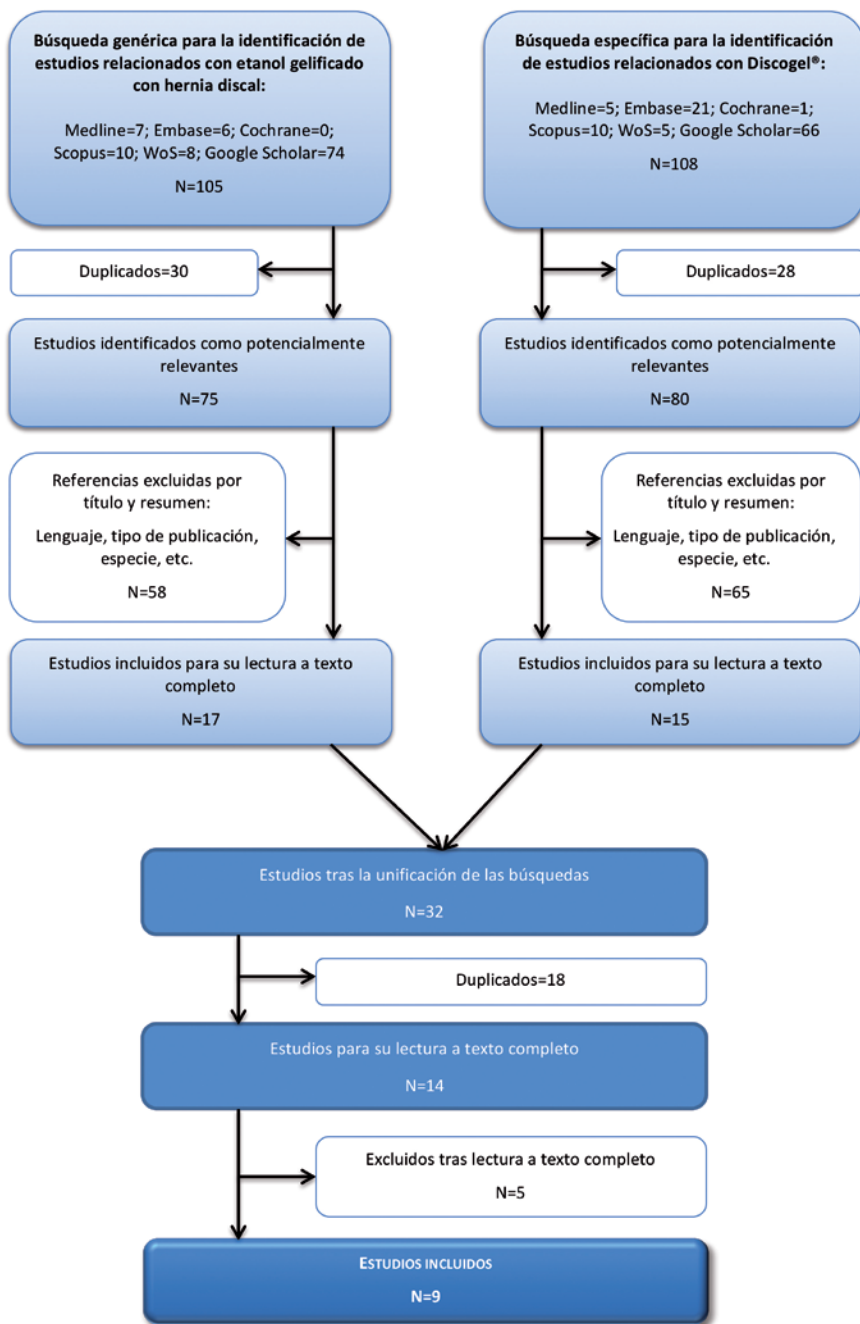 Búsqueda genérica para la identificación de
estudios relacionados con etanol gelificado
con hernia discal:
Medline=7; Embase=6; Cochrane=0;
Scopus=10; WoS=8; Google Scholar=74
N=105
Búsqueda específica para la identificación
de estudios relacionados con Discogel®:
Medline=5; Embase=21; Cochrane=1;
Scopus=10; WoS=5; Google Scholar=66
N=108
Duplicados=30
Duplicados=28
Estudios identificados como potencialmente
relevantes
N=75
Estudios identificados como potencialmente
relevantes
N=80
Referencias excluidas por
título y resumen:
Lenguaje, tipo de publicación,
especie, etc.
N=58
Referencias excluidas por
título y resumen:
Lenguaje, tipo de publicación,
especie, etc.
N=65
Estudios incluidos para su lectura a texto
completo
N=17
Estudios incluidos para su lectura a texto
completo
N=15
Estudios tras la unificación de las búsquedas
N=32
Duplicados=18
Estudios para su lectura a texto completo
N=14
Excluidos tras lectura a texto completo
N=5
ESTUDIOS INCLUIDOS
N=9